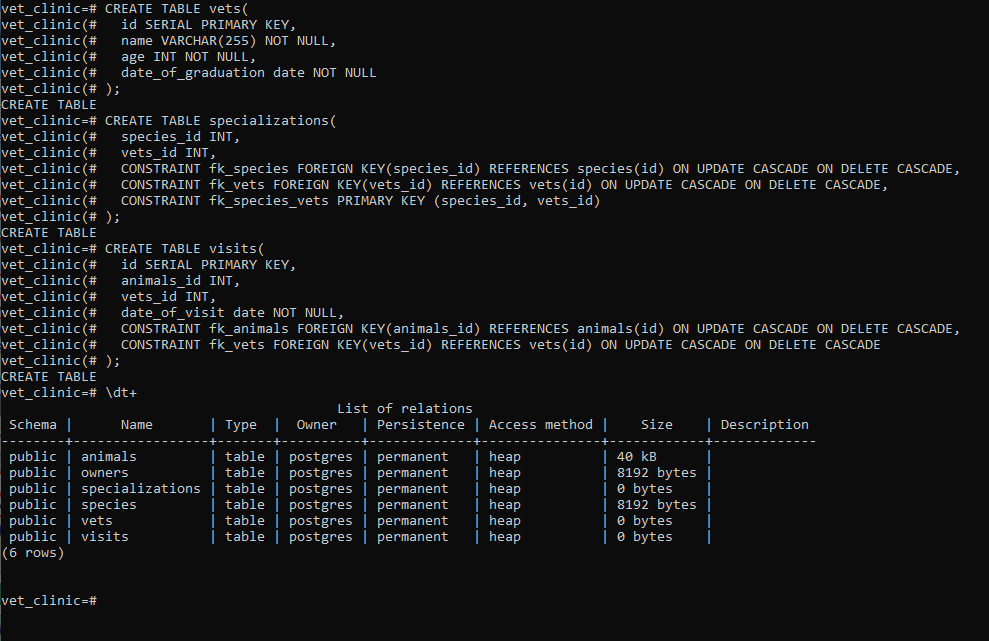 vet_clinic=# CREATE TABLE vets(
vet_clinic(#   id SERIAL PRIMARY KEY,
vet_clinic(#   name VARCHAR(255) NOT NULL,
vet_clinic(#   age INT NOT NULL,
vet_clinic(#   date_of_graduation date NOT NULL
vet_clinic(# );
CREATE TABLE
vet_clinic=# CREATE TABLE specializations(
vet_clinic(#   species_id INT,
vet_clinic(#   vets_id INT,
vet_clinic(#   CONSTRAINT fk_species FOREIGN KEY(species_id) REFERENCES species(id) ON UPDATE CASCADE ON DELETE CASCADE,
vet_clinic(#   CONSTRAINT fk_vets FOREIGN KEY(vets_id) REFERENCES vets(id) ON UPDATE CASCADE ON DELETE CASCADE,
vet_clinic(#   CONSTRAINT fk_species_vets PRIMARY KEY (species_id, vets_id)
vet_clinic(# );
CREATE TABLE
vet_clinic=# CREATE TABLE visits(
vet_clinic(#   id SERIAL PRIMARY KEY,
vet_clinic(#   animals_id INT,
vet_clinic(#   vets_id INT,
vet_clinic(#   date_of_visit date NOT NULL,
vet_clinic(#   CONSTRAINT fk_animals FOREIGN KEY(animals_id) REFERENCES animals(id) ON UPDATE CASCADE ON DELETE CASCADE,
vet_clinic(#   CONSTRAINT fk_vets FOREIGN KEY(vets_id) REFERENCES vets(id) ON UPDATE CASCADE ON DELETE CASCADE
vet_clinic(# );
CREATE TABLE
vet_clinic=# \dt+
                                          List of relations
 Schema |      Name       | Type  |  Owner   | Persistence | Access method |    Size    | Description
--------+-----------------+-------+----------+-------------+---------------+------------+-------------
 public | animals         | table | postgres | permanent   | heap          | 40 kB      |
 public | owners          | table | postgres | permanent   | heap          | 8192 bytes |
 public | specializations | table | postgres | permanent   | heap          | 0 bytes    |
 public | species         | table | postgres | permanent   | heap          | 8192 bytes |
 public | vets            | table | postgres | permanent   | heap          | 0 bytes    |
 public | visits          | table | postgres | permanent   | heap          | 0 bytes    |
(6 rows)
vet_clinic=#